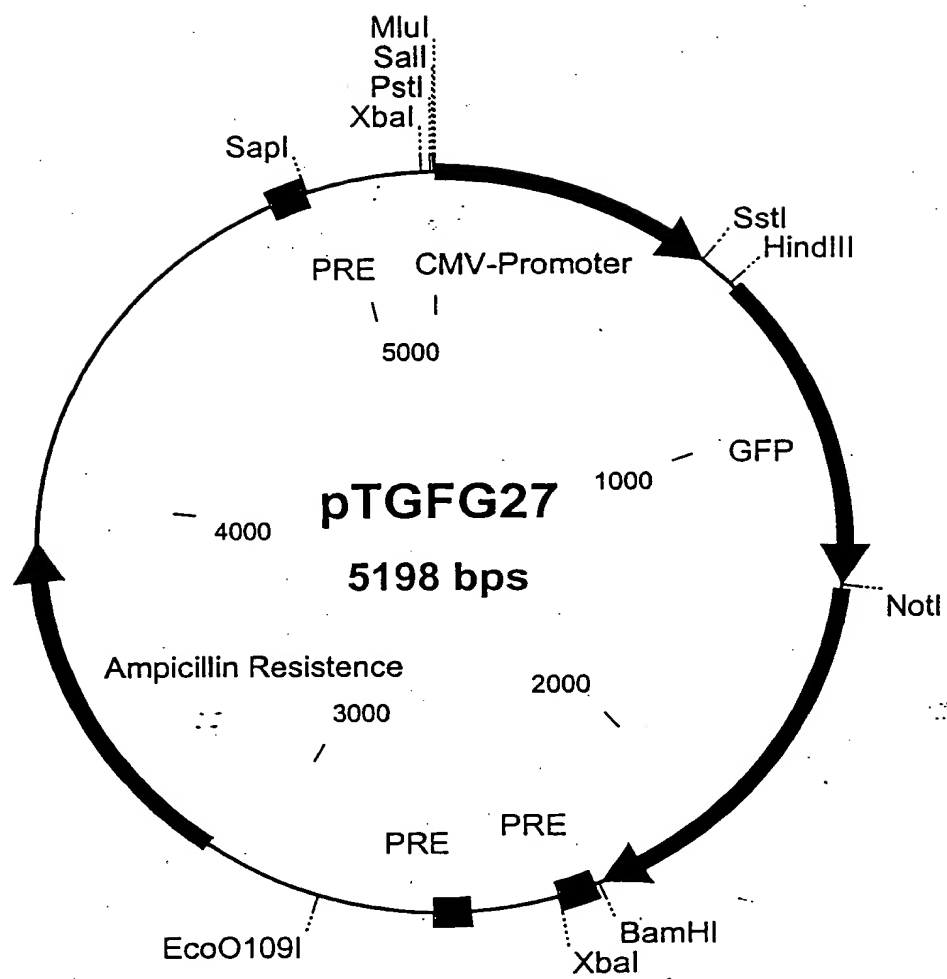 MluI
SalI
PstI
XbaI
SapI
SstI
HindIII
PRE
CMV-Promoter
5000
GFP
1000
pTGFG27
4000
5198 bps
NotI
Ampicillin Resistence
2000
3000
PRE
PRE
BamHI
EcoO109I
XbaI